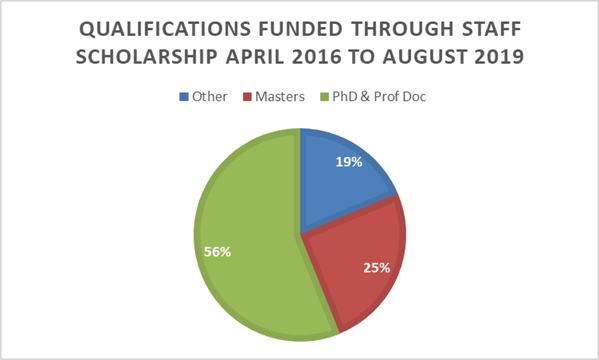 QUALIFICATIONS FUNDED THROUGH STAFF
SCHOLARSHIP APRIL 2016 TO AUGUST 2019
Other Masters PhD & Prof Doc
19%
56%
25%